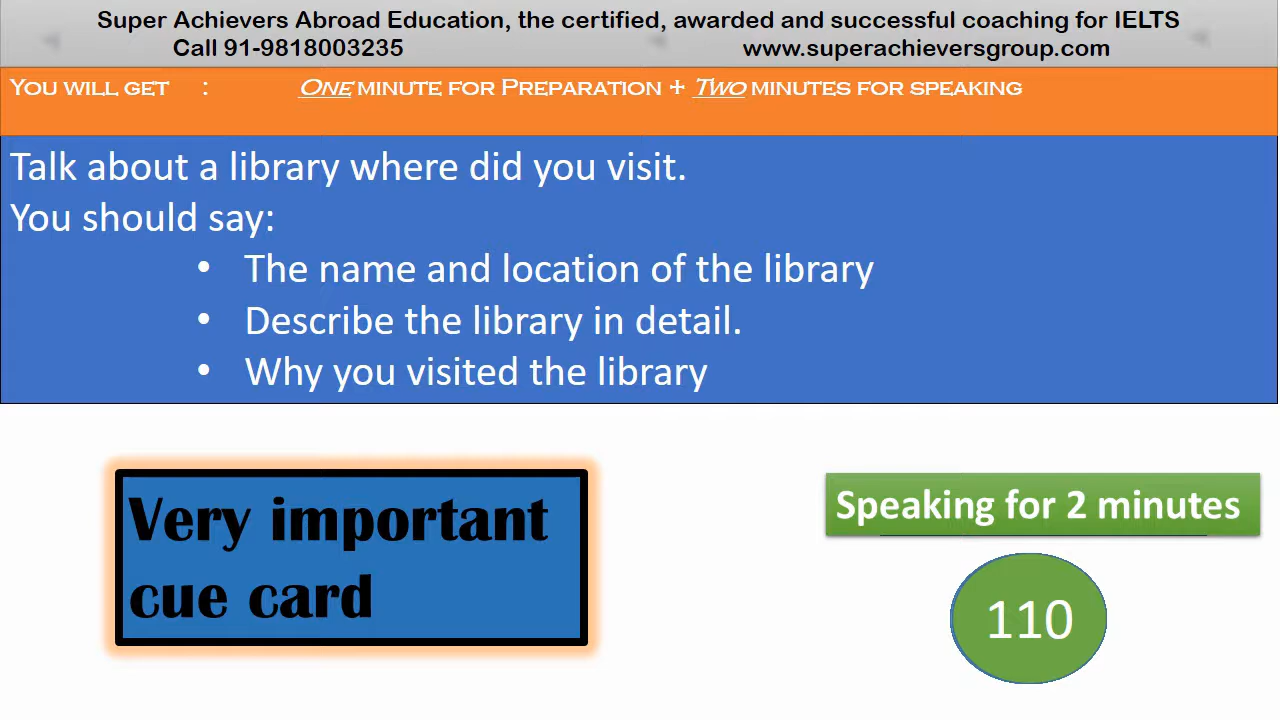 Super Achievers Abroad Education, the certified, awarded and successful coaching for IELTS
Call 91-9818003235 www.superachieversgroup.com
You will get : One minute for Preparation + Two minutes for speaking
Talk about a library where did you visit.
You should say:
• The name and location of the library
• Describe the library in detail.
• Why you visited the library
Very important
cue card
Speaking for 2 minutes
110